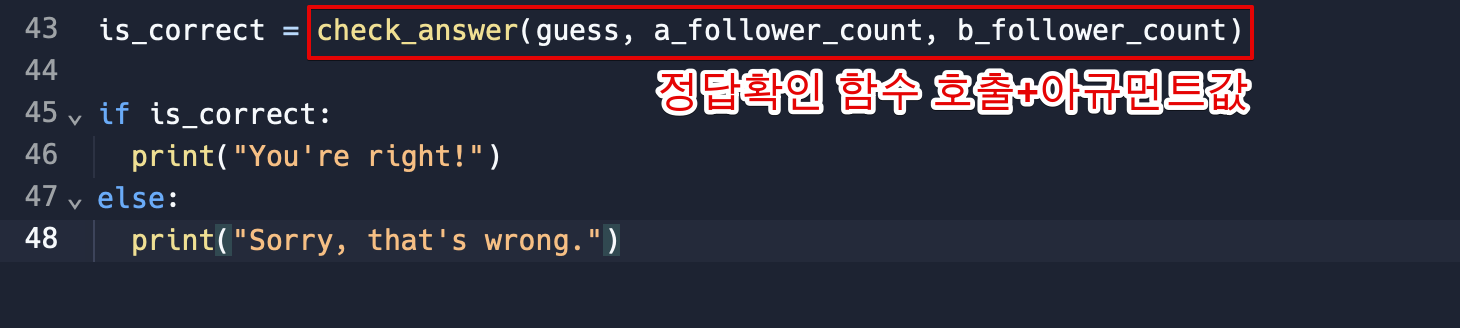 43 is_correct = check_answer(guess, a_follower_count, b_follower_count)
44 정답확인 함수 호출+아규먼트값
45 if is_correct:
46 print("You're right!")
47 else:
48 print("Sorry, that's wrong.")